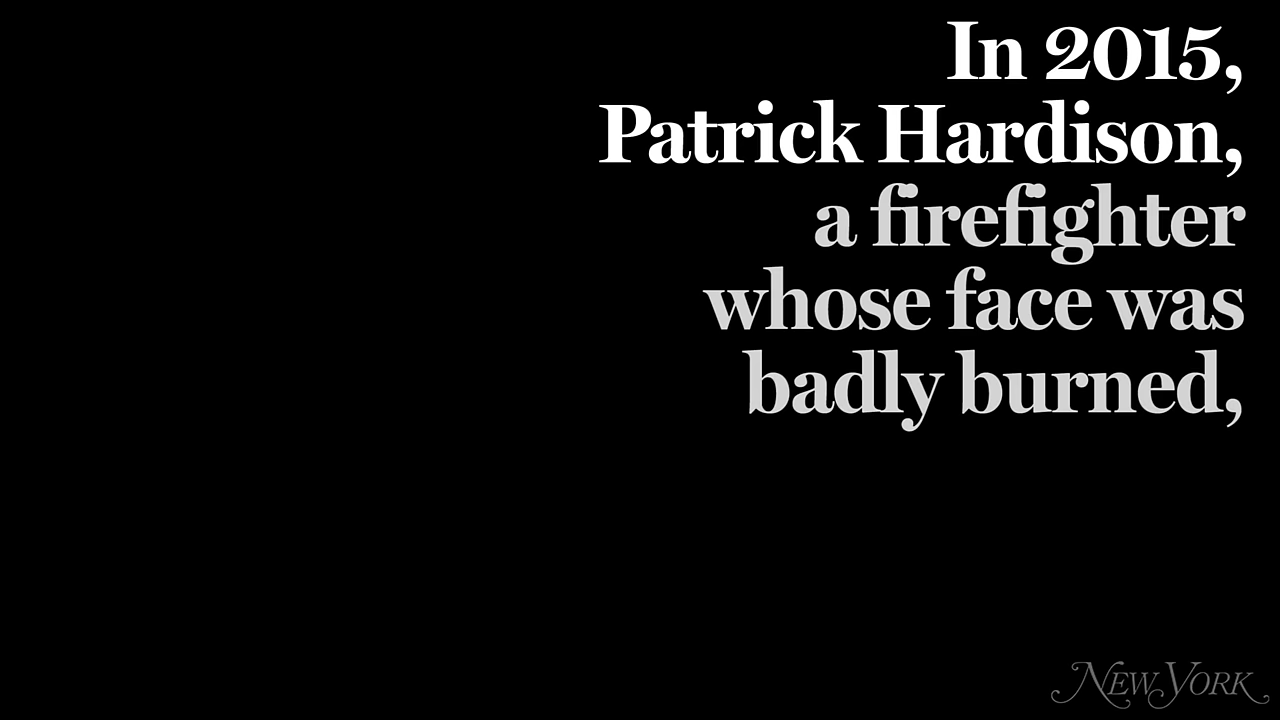 In 2015,
Patrick Hardison,
a firefighter
whose face was
badly burned,
NEW YORK